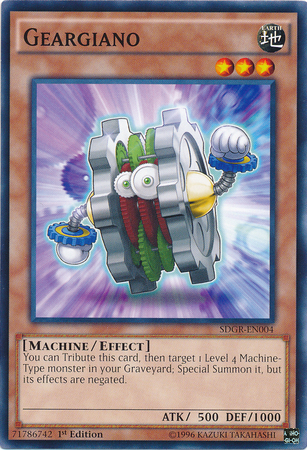 GEARGIANO
EARTH
地
SDGR-EN004
[MACHINE / EFFECT]
You can Tribute this card, then target 1 Level 4 Machine-
Type monster in your Graveyard; Special Summon it, but
its effects are negated.
ATK / 500 DEF / 1000
71786742 1st Edition ©1996 KAZUKI TAKAHASHI